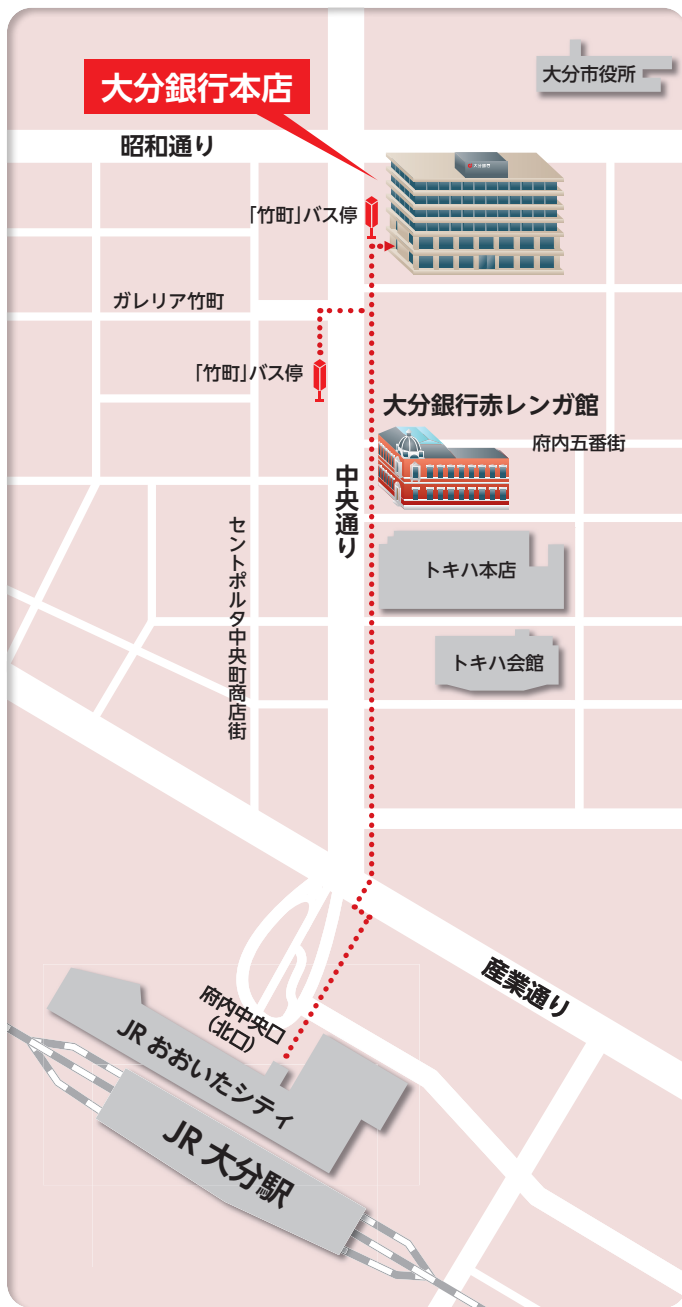 大分市役所
大分銀行本店
昭和通り
大分銀行
「竹町」バス停
ガレリア竹町
「竹町」バス停
大分銀行赤レンガ館
府内五番街
中央通り
セントポルタ中央町商店街
トキハ本店
トキハ会館
産業通り
府内中央口
(北口)
JR おおいたシティ
JR 大分駅